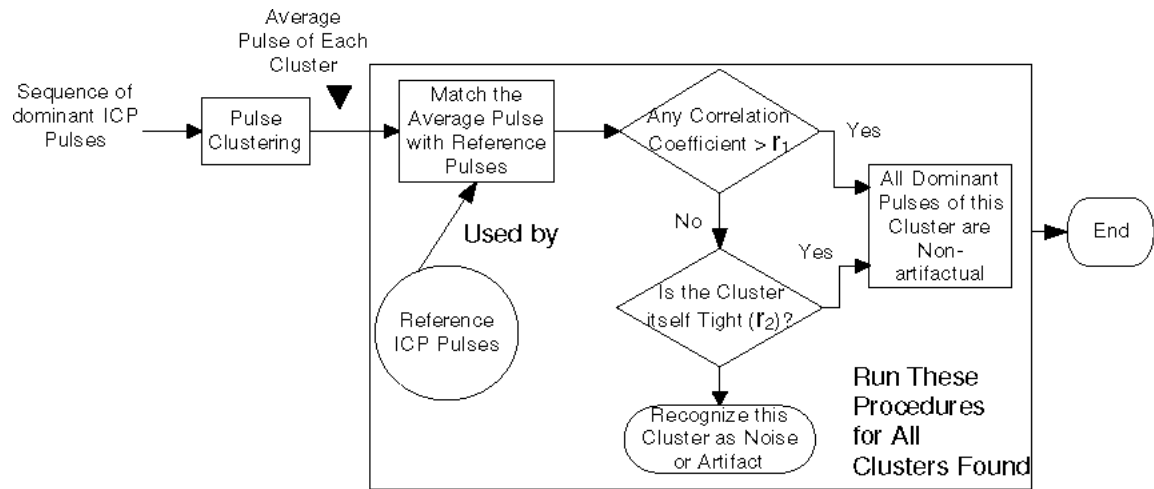 Average
Pulse of Each
Cluster
Sequence of
dominant ICP
Pulses
Pulse
Clustering
Match the
Average Pulse
with Reference
Pulses
Any Correlation
Coefficient > r1
Yes
No
Used by
Reference
ICP Pulses
Is the Cluster
itself Tight (r2)?
Yes
All Dominant
Pulses of this
Cluster are
Non-
artifactual
End
Recognize this
Cluster as Noise
or Artifact
Run These
Procedures
for All
Clusters Found